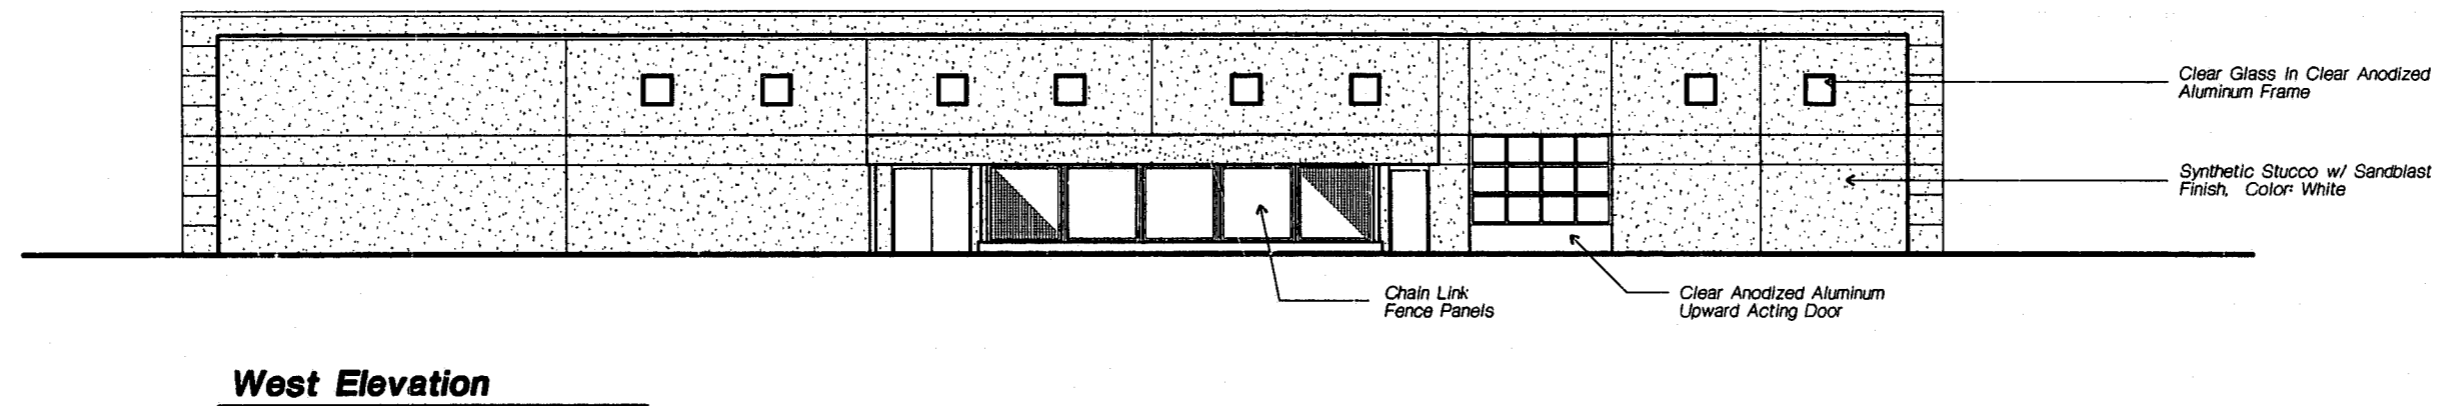 Clear Glass In Clear Anodized
Aluminum Frame
Synthetic Stucco w/ Sandblast
Finish, Color: White
Chain Link
Fence Panels
Clear Anodized Aluminum
Upward Acting Door
West Elevation